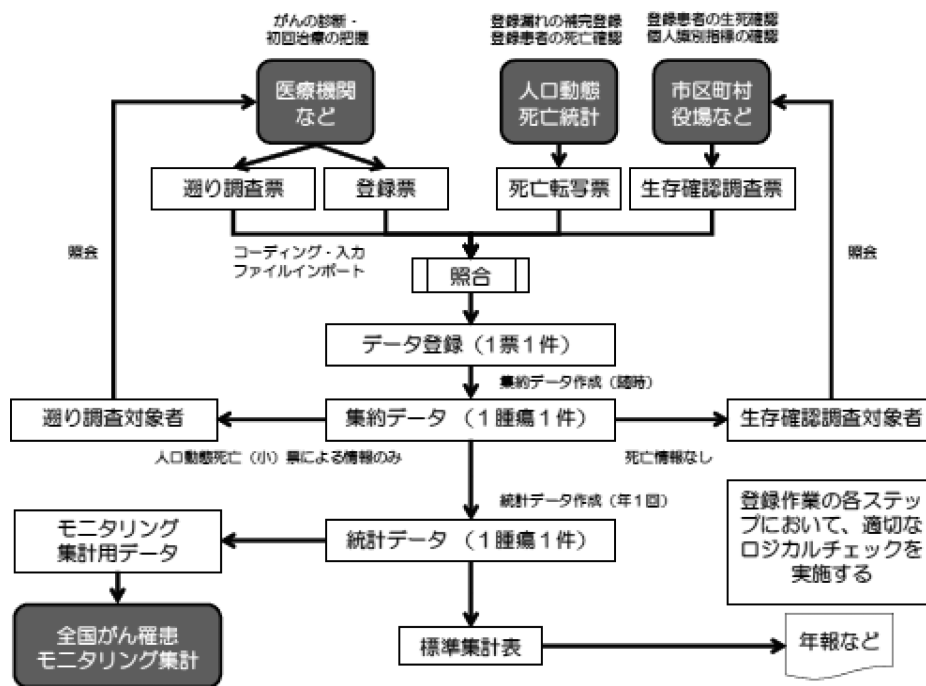 がんの診断・
初回治療の把握
登録漏れの補完登録
登録患者の死亡確認
登録患者の生死確認
個人識別指標の確認
医療機関
など
人口動態
死亡統計
市区町村
役場など
遡り調査票
登録票
死亡転写票
生存確認調査票
照会
コーディング・入力
ファイルインポート
照会
照合
データ登録（1票1件）
集約データ作成（随時）
遡り調査対象者
集約データ（1腫瘍1件）
生存確認調査対象者
人口動態死亡（小）票による情報のみ
死亡情報なし
統計データ作成（年1回）
登録作業の各ステ
ップにおいて、適切な
ロジカルチェックを
実施する
モニタリング
集計用データ
統計データ（1腫瘍1件）
全国がん罹患
モニタリング集計
標準集計表
年報など